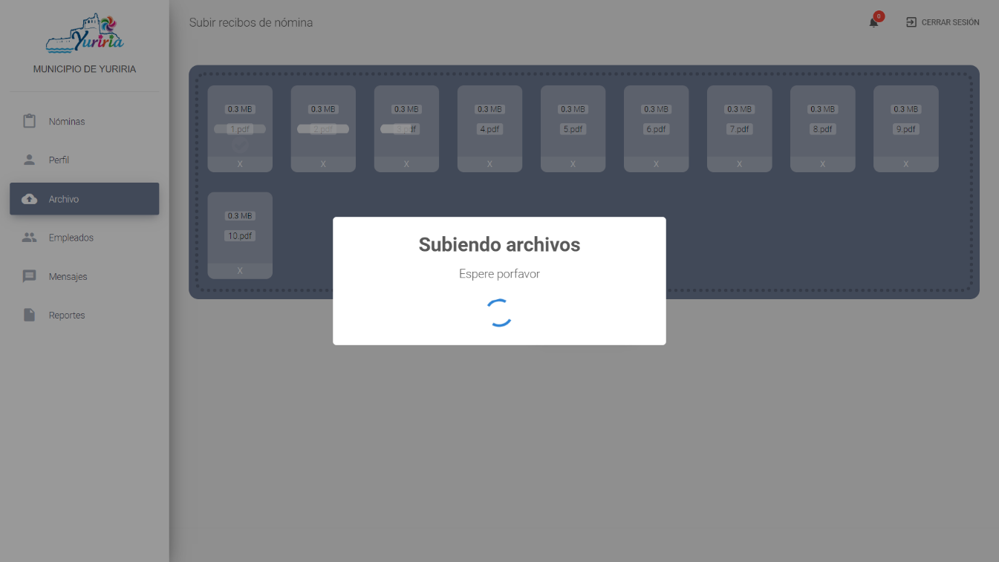 Yuriria
MUNICIPIO DE YURIRIA
Nóminas
Perfil
Archivo
Empleados
Mensajes
Reportes
Subir recibos de nómina
0
CERRAR SESIÓN
0.3 MB 0.3 MB 0.3 MB 0.3 MB 0.3 MB 0.3 MB 0.3 MB 0.3 MB 0.3 MB
1.pdf 2.pdf 3.pdf 4.pdf 5.pdf 6.pdf 7.pdf 8.pdf 9.pdf
X X X X X X X X X
0.3 MB
10.pdf
X
Subiendo archivos
Espere porfavor